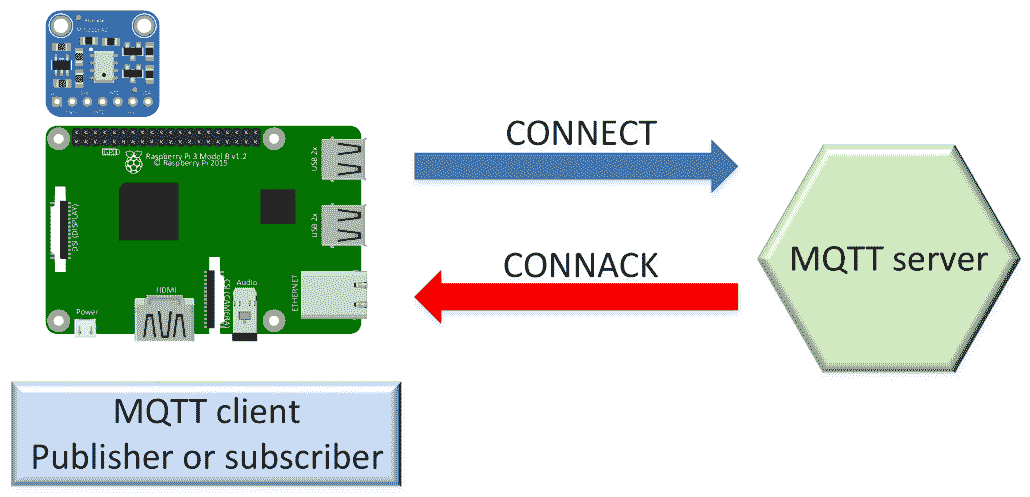 CONNECT
Raspberry Pi 3 Model B v1.2
© Raspberry Pi 2015
USB 2x
DSI (DISPLAY)
USB 2x
MQTT server
CONNACK
HDMI
CSI (CAMERA)
Audio
ETHERNET
Power
MQTT client
Publisher or subscriber